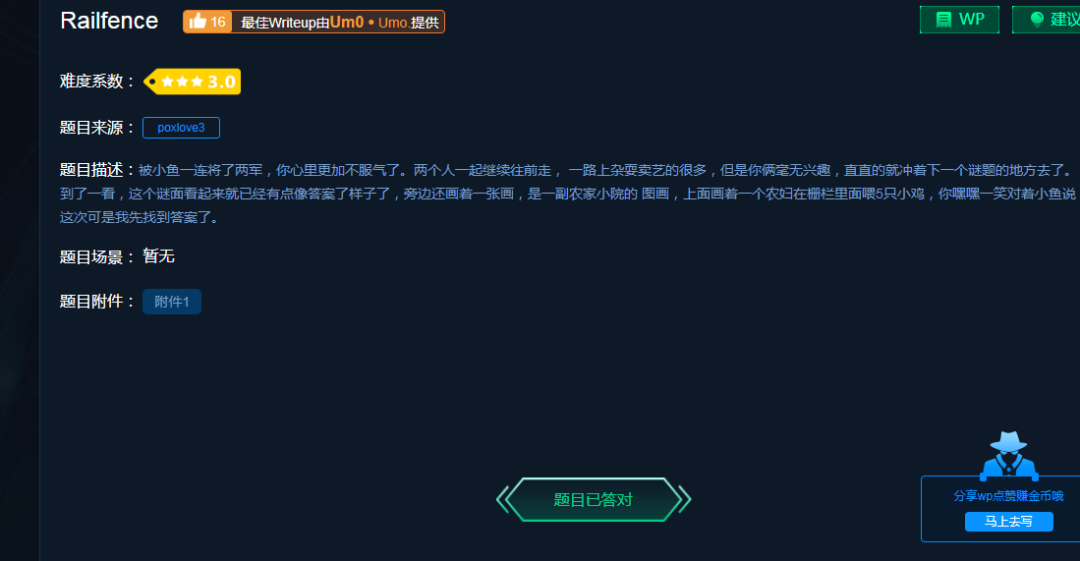 Railfence 16 最佳Writeup由Um0 • Umo.提供 WP 建议
难度系数： 3.0
题目来源： poxlove3
题目描述：被小鱼一连将了两军，你心里更加不服气了。两个人一起继续往前走， 一路上杂耍卖艺的很多，但是你俩毫无兴趣，直直的就冲着下一个谜题的地方去了。
到了一看，这个谜面看起来就已经有点像答案了样子了，旁边还画着一张画，是一副农家小院的 图画，上面画着一个农妇在栅栏里面喂5只小鸡，你嘿嘿一笑对着小鱼说
这次可是我先找到答案了。
题目场景： 暂无
题目附件： 附件1
题目已答对
分享wp点赞赚金币哦
马上去写